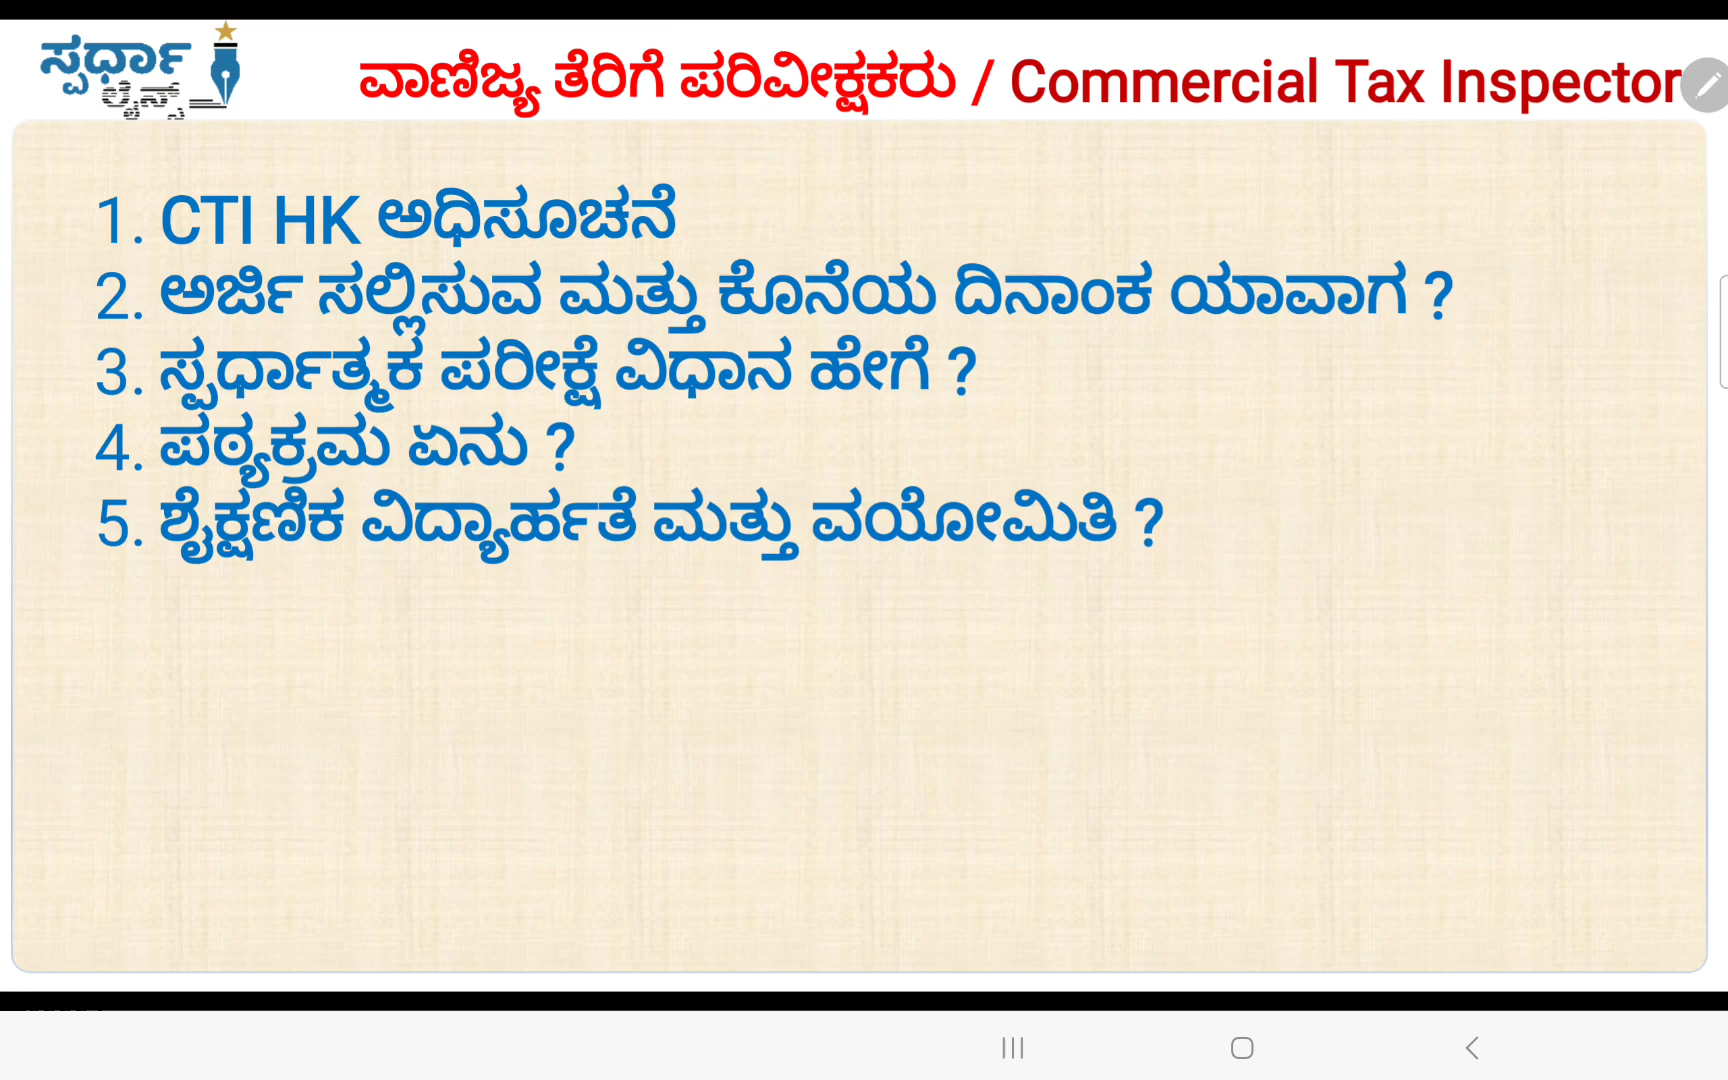 ಸ್ಪರ್ಧಾ
ಲೈನ್ಸ್
ವಾಣಿಜ್ಯ ತೆರಿಗೆ ಪರಿವೀಕ್ಷಕರು / Commercial Tax Inspector
1. CTI HK ಅಧಿಸೂಚನೆ
2. ಅರ್ಜಿ ಸಲ್ಲಿಸುವ ಮತ್ತು ಕೊನೆಯ ದಿನಾಂಕ ಯಾವಾಗ ?
3. ಸ್ಪರ್ಧಾತ್ಮಕ ಪರೀಕ್ಷೆ ವಿಧಾನ ಹೇಗೆ ?
4. ಪಠ್ಯಕ್ರಮ ಏನು ?
5. ಶೈಕ್ಷಣಿಕ ವಿದ್ಯಾರ್ಹತೆ ಮತ್ತು ವಯೋಮಿತಿ ?